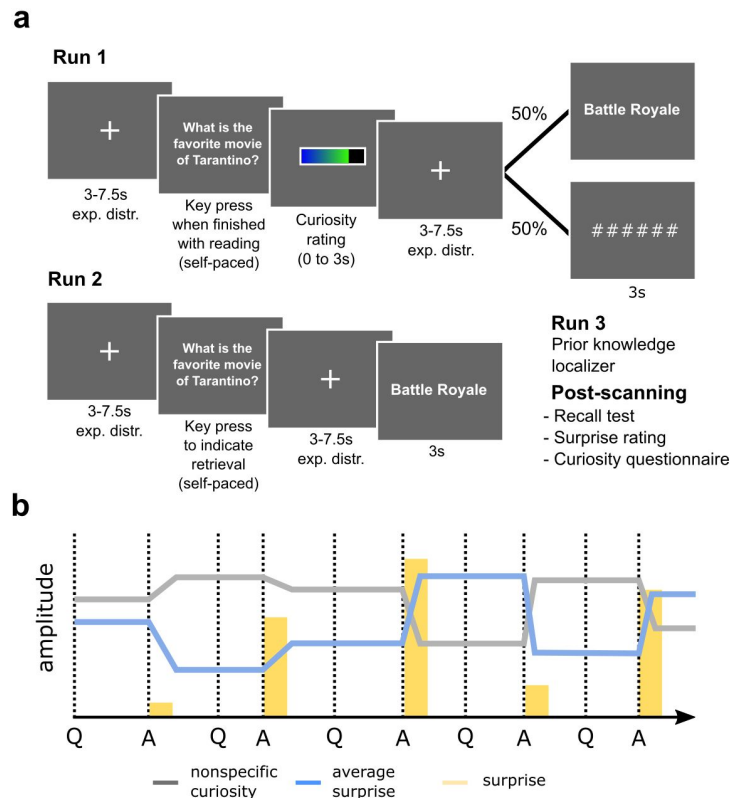 a
Run 1
+
3-7.5s
exp. distr.
What is the
favorite movie
of Tarantino?
Key press
when finished
with reading
(self-paced)
Curiosity
rating
(0 to 3s)
+
3-7.5s
exp. distr.
50%
50%
Battle Royale
######
3s
Run 2
+
3-7.5s
exp. distr.
What is the
favorite movie
of Tarantino?
Key press
to indicate
retrieval
(self-paced)
+
3-7.5s
exp. distr.
Battle Royale
3s
Run 3
Prior knowledge
localizer
Post-scanning
- Recall test
- Surprise rating
- Curiosity questionnaire
b
amplitude
Q A Q A Q A Q A Q A
nonspecific
curiosity
average
surprise
surprise